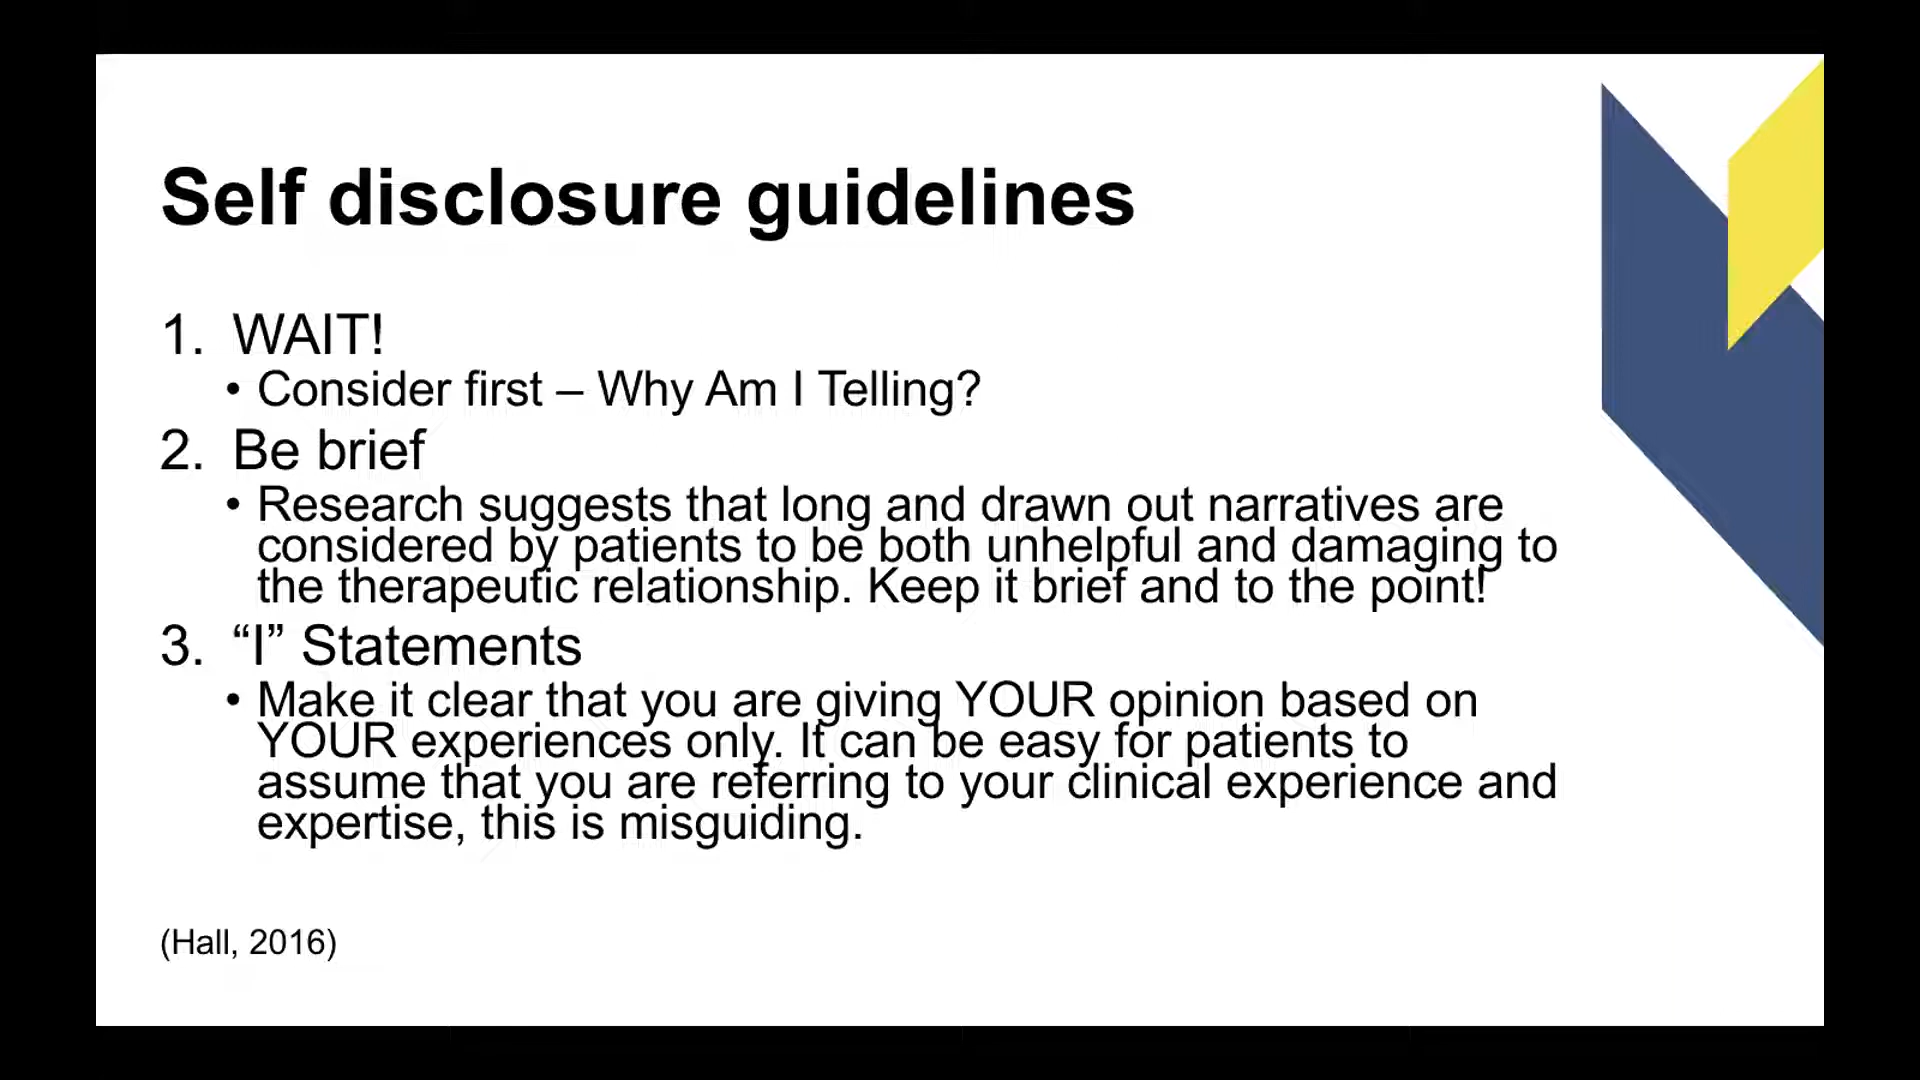 Self disclosure guidelines
1. WAIT!
• Consider first – Why Am I Telling?
2. Be brief
• Research suggests that long and drawn out narratives are
considered by patients to be both unhelpful and damaging to
the therapeutic relationship. Keep it brief and to the point!
3. “I” Statements
• Make it clear that you are giving YOUR opinion based on
YOUR experiences only. It can be easy for patients to
assume that you are referring to your clinical experience and
expertise, this is misguiding.
(Hall, 2016)